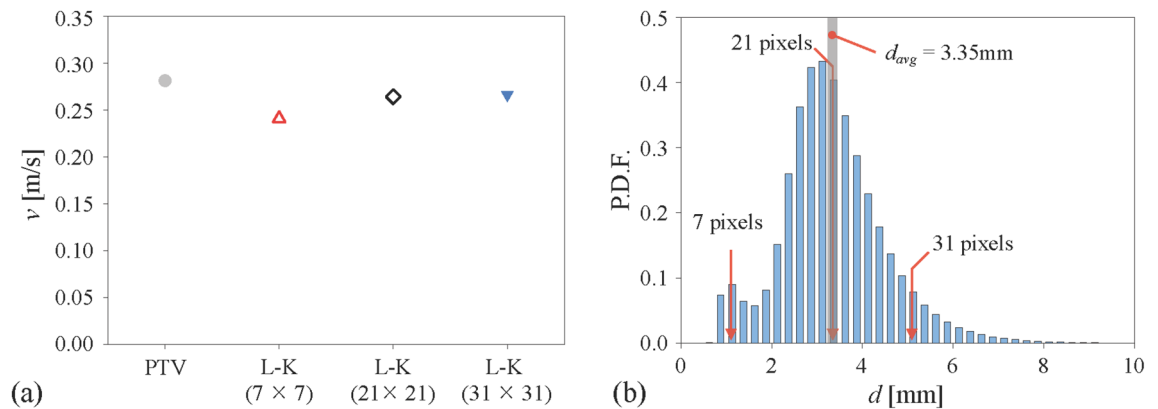 0.35
0.30
0.25
0.20
0.15
0.10
0.05
0.00
v [m/s]
PTV
L-K
(7 × 7)
L-K
(21× 21)
L-K
(31 × 31)
(a)
0.5
0.4
0.3
0.2
0.1
0.0
P.D.F.
21 pixels
davg = 3.35mm
7 pixels
31 pixels
0
2
4
6
8
10
d [mm]
(b)